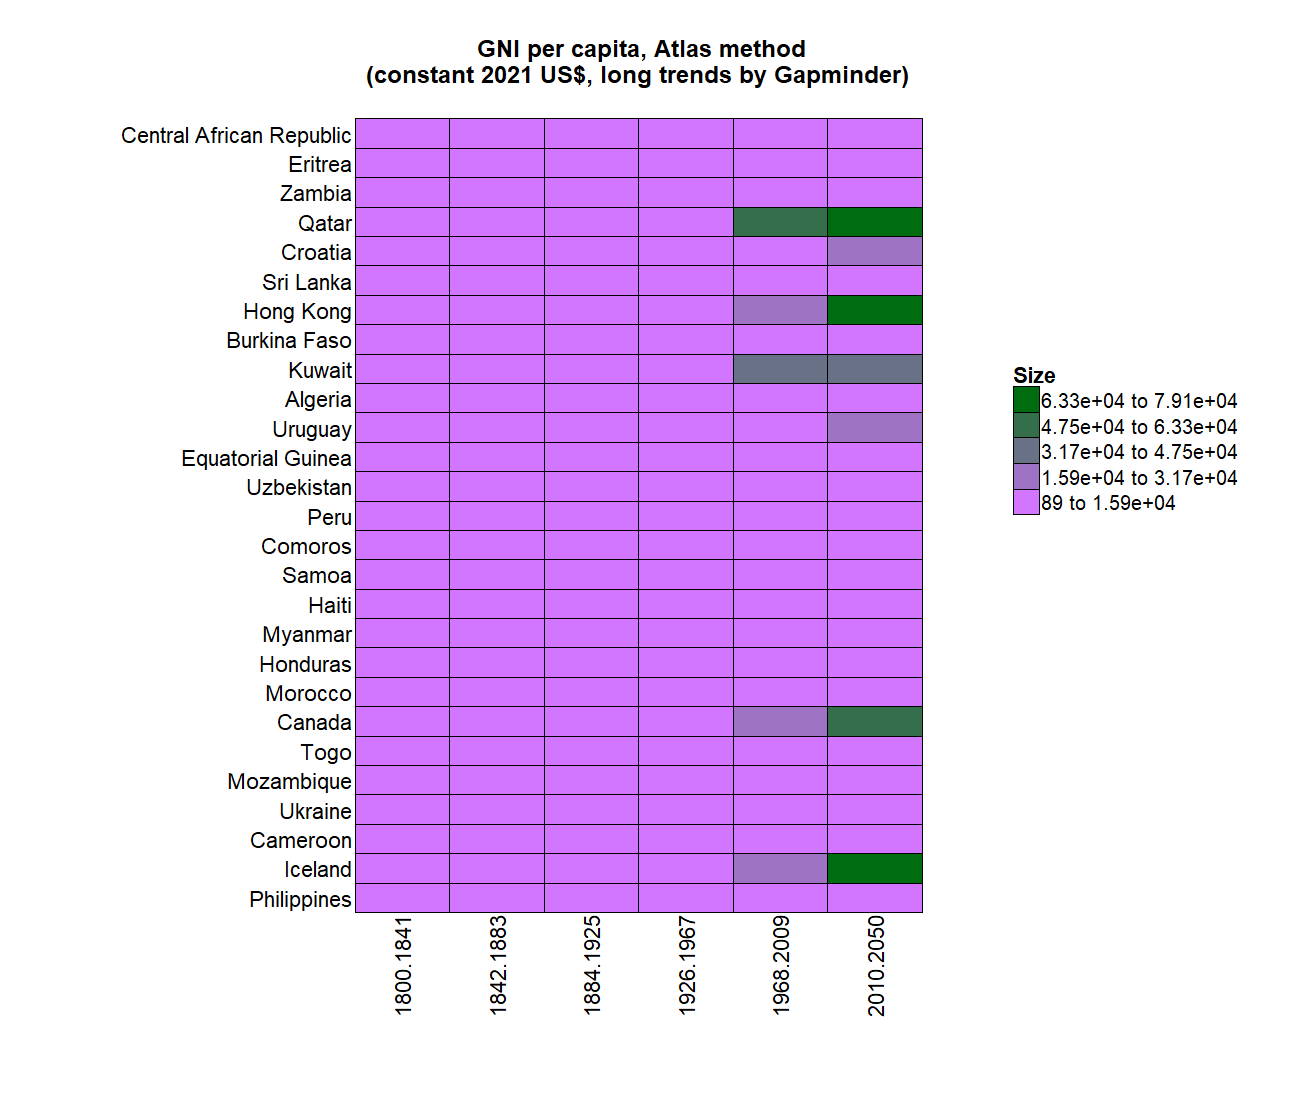 GNI per capita, Atlas method
(constant 2021 US$, long trends by Gapminder)
Central African Republic
Eritrea
Zambia
Qatar
Croatia
Sri Lanka
Hong Kong
Burkina Faso
Kuwait
Algeria
Uruguay
Equatorial Guinea
Uzbekistan
Peru
Comoros
Samoa
Haiti
Myanmar
Honduras
Morocco
Canada
Togo
Mozambique
Ukraine
Cameroon
Iceland
Philippines
1800.1841
1842.1883
1884.1925
1926.1967
1968.2009
2010.2050
Size
6.33e+04 to 7.91e+04
4.75e+04 to 6.33e+04
3.17e+04 to 4.75e+04
1.59e+04 to 3.17e+04
89 to 1.59e+04